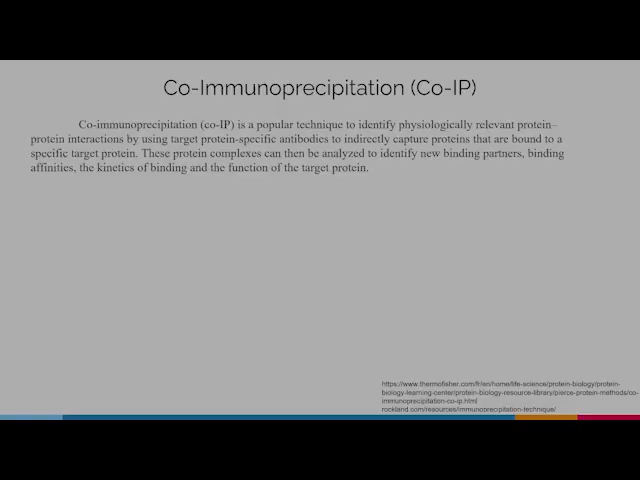 Co-Immunoprecipitation (Co-IP)
Co-immunoprecipitation (co-IP) is a popular technique to identify physiologically relevant protein–
protein interactions by using target protein-specific antibodies to indirectly capture proteins that are bound to a
specific target protein. These protein complexes can then be analyzed to identify new binding partners, binding
affinities, the kinetics of binding and the function of the target protein.
https://www.thermofisher.com/fr/en/home/life-science/protein-biology/protein-
biology-learning-center/protein-biology-resource-library/pierce-protein-methods/co-
immunoprecipitation-co-ip.html
rockland.com/resources/immunoprecipitation-technique/